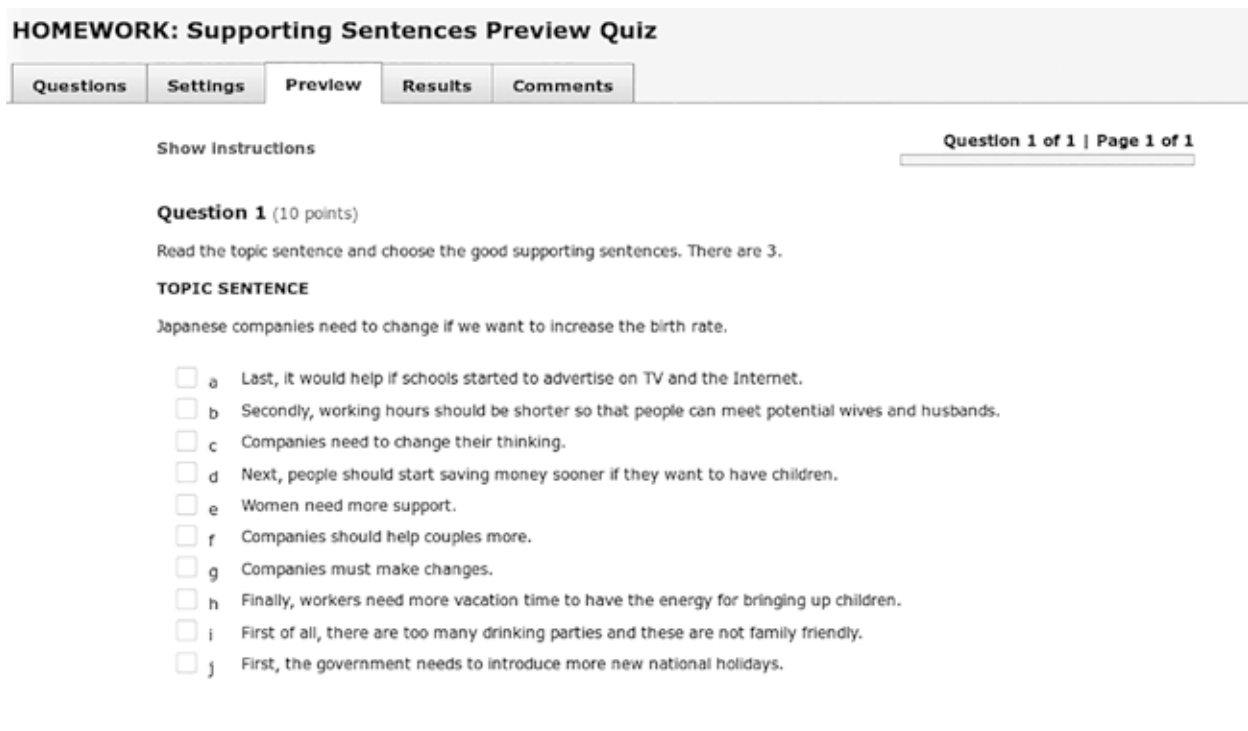 HOMEWORK: Supporting Sentences Preview Quiz
Questions Settings Preview Results Comments
Show instructions
Question 1 of 1 | Page 1 of 1
Question 1 (10 points)
Read the topic sentence and choose the good supporting sentences. There are 3.
TOPIC SENTENCE
Japanese companies need to change if we want to increase the birth rate.
a Last, it would help if schools started to advertise on TV and the Internet.
b Secondly, working hours should be shorter so that people can meet potential wives and husbands.
c Companies need to change their thinking.
d Next, people should start saving money sooner if they want to have children.
e Women need more support.
f Companies should help couples more.
g Companies must make changes.
h Finally, workers need more vacation time to have the energy for bringing up children.
i First of all, there are too many drinking parties and these are not family friendly.
j First, the government needs to introduce more new national holidays.